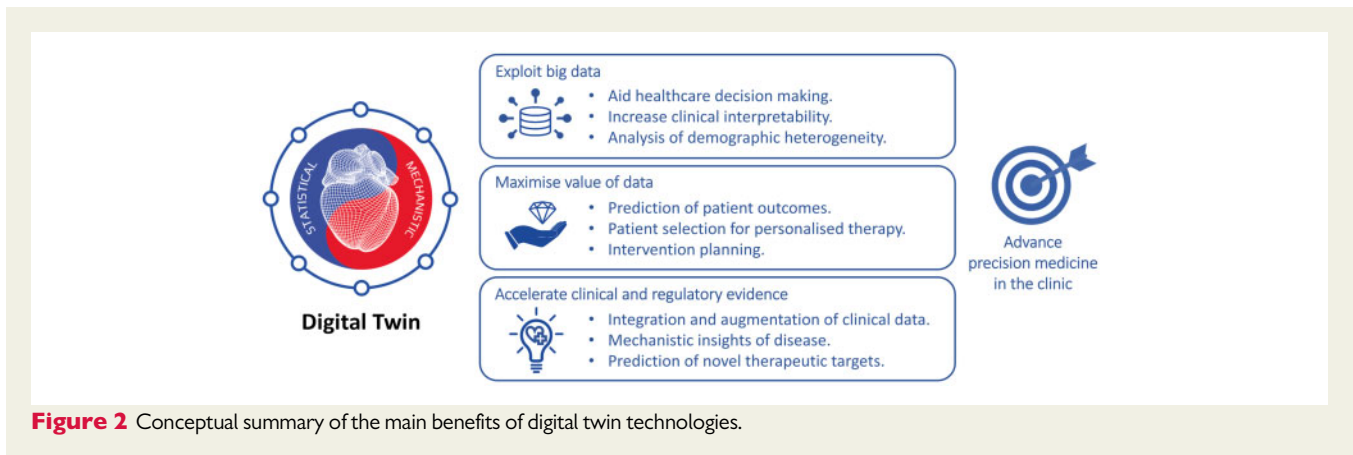 STATISTICAL
MECHANISTIC
Digital Twin
Exploit big data
• Aid healthcare decision making.
• Increase clinical interpretability.
• Analysis of demographic heterogeneity.
Maximise value of data
• Prediction of patient outcomes.
• Patient selection for personalised therapy.
• Intervention planning.
Accelerate clinical and regulatory evidence
• Integration and augmentation of clinical data.
• Mechanistic insights of disease.
• Prediction of novel therapeutic targets.
Advance
precision medicine
in the clinic
Figure 2 Conceptual summary of the main benefits of digital twin technologies.